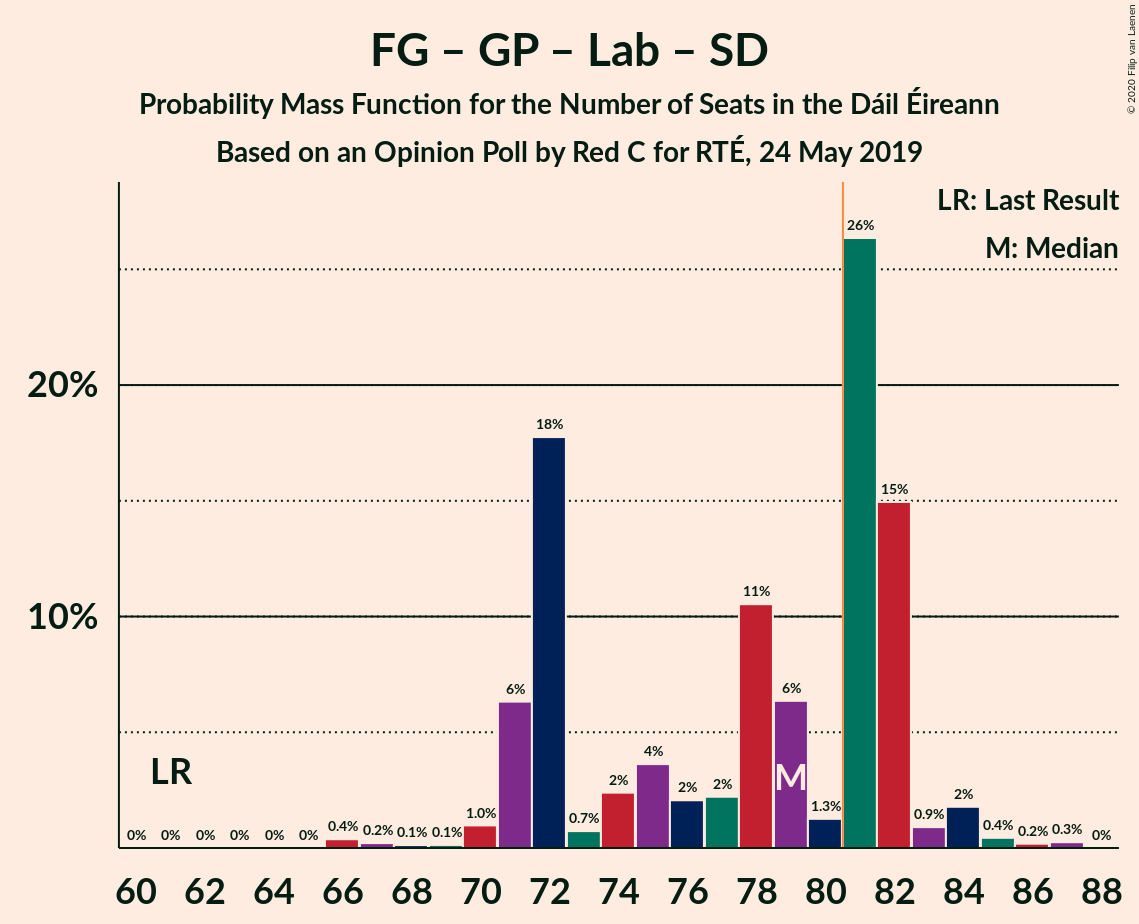 FG – GP – Lab – SD
Probability Mass Function for the Number of Seats in the Dáil Éireann
Based on an Opinion Poll by Red C for RTÉ, 24 May 2019
© 2020 Filip van Laenen
LR: Last Result
M: Median
20%
10%
LR
M
0% 0% 0% 0% 0% 0% 0.4% 0.2% 0.1% 0.1% 1.0% 6% 18% 0.7% 2% 4% 2% 2% 11% 6% 1.3% 26% 15% 0.9% 2% 0.4% 0.2% 0.3% 0%
60 62 64 66 68 70 72 74 76 78 80 82 84 86 88